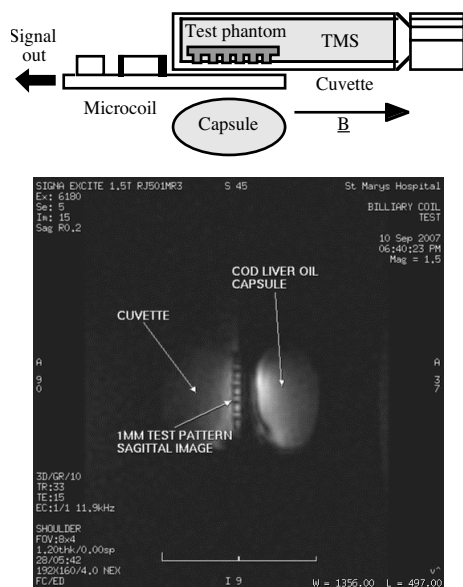 Signal
out
Test phantom
TMS
Microcoil
Cuvette
Capsule
B
SIGNA EXCITE 1.5T RJ501MR3
Ex: 6180
Se: 5
Im: 15
Sag R0.2
S 45
St Marys Hospital
BILLIARY COIL
TEST
10 Sep 2007
06:40:23 PM
Mag = 1.5
COD LIVER OIL
CAPSULE
CUVETTE
A
9
0
A
3
7
1MM TEST PATTERN
SAGITTAL IMAGE
3D/GR/10
TR:33
TE:15
EC:1/1 11.9kHz
SHOULDER
FOV:8x4
1.20thk/0.00sp
28/05:42
192X160/4.0 NEX
FC/ED
I 9
v^
W = 1356.00 L = 497.00